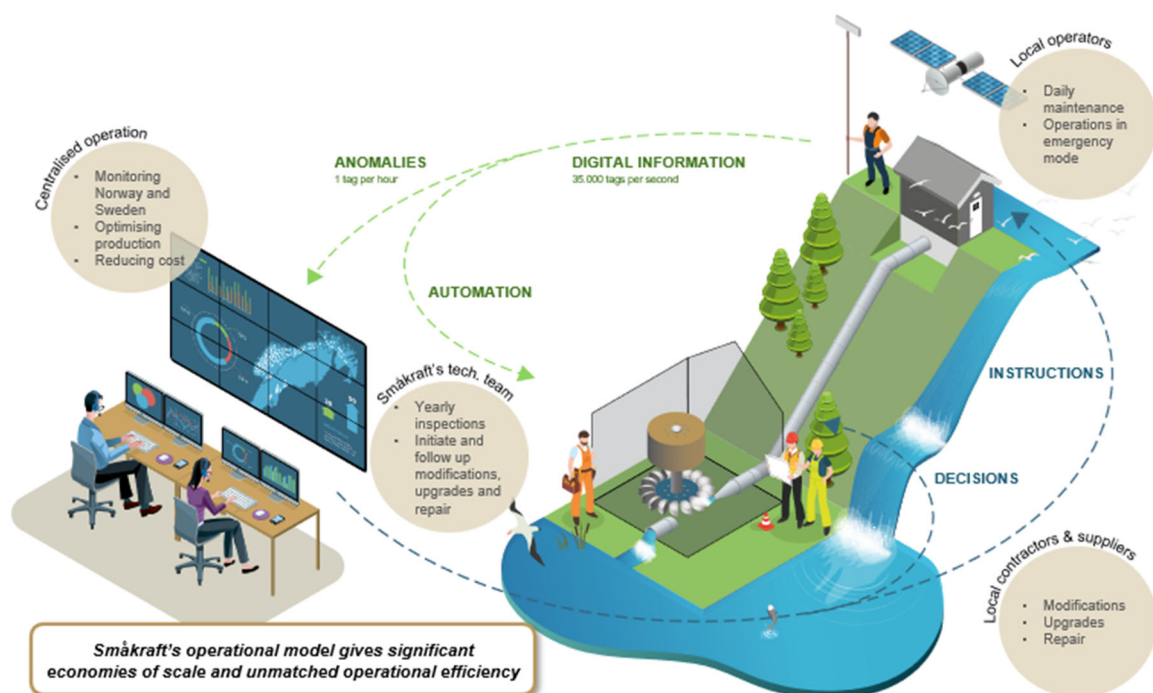 Centralised operation
• Monitoring
Norway and
Sweden
• Optimising
production
• Reducing cost
ANOMALIES
1 tag per hour
DIGITAL INFORMATION
35.000 tags per second
AUTOMATION
Local operators
• Daily
maintenance
• Operations in
emergency
mode
Småkraft's tech. team
• Yearly
inspections
• Initiate and
follow up
modifications,
upgrades and
repair
INSTRUCTIONS
DECISIONS
Local contractors & suppliers
• Modifications
• Upgrades
• Repair
Småkraft's operational model gives significant
economies of scale and unmatched operational efficiency